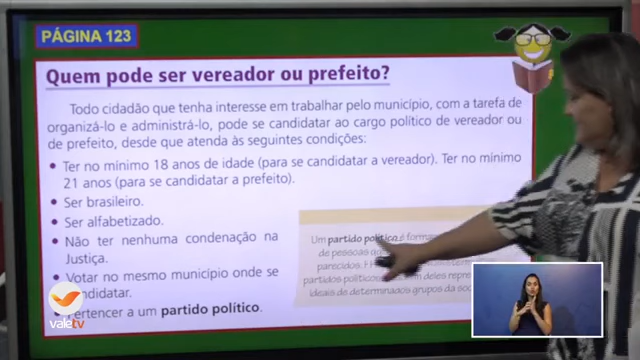 PÁGINA 123
Quem pode ser vereador ou prefeito?
Todo cidadão que tenha interesse em trabalhar pelo município, com a tarefa de
organizá-lo e administrá-lo, pode se candidatar ao cargo político de vereador ou
de prefeito, desde que atenda às seguintes condições:
• Ter no mínimo 18 anos de idade (para se candidatar a vereador). Ter no mínimo
21 anos (para se candidatar a prefeito).
• Ser brasileiro.
• Ser alfabetizado.
• Não ter nenhuma condenação na
Justiça.
• Votar no mesmo município onde se
candidatar.
Pertencer a um partido político.
Um partido político é
de pessoas
parecidos:
partidos políticos deles
ideais de determinados grupos da
valetv